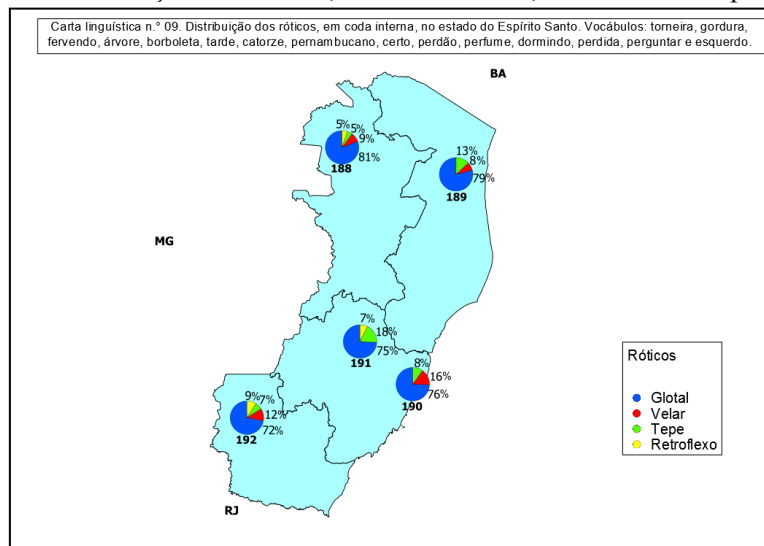 Carta linguística n.° 09. Distribuição dos róticos, em coda interna, no estado do Espírito Santo. Vocábulos: torneira, gordura,
fervendo, árvore, borboleta, tarde, catorze, pernambucano, certo, perdão, perfume, dormindo, perdida, perguntar e esquerdo.
BA
5%
5%
9%
81%
188
13%
8%
79%
189
MG
7%
18%
75%
191
8%
16%
76%
190
9%
7%
12%
72%
192
RJ
Róticos
Glotal
Velar
Tepe
Retroflexo